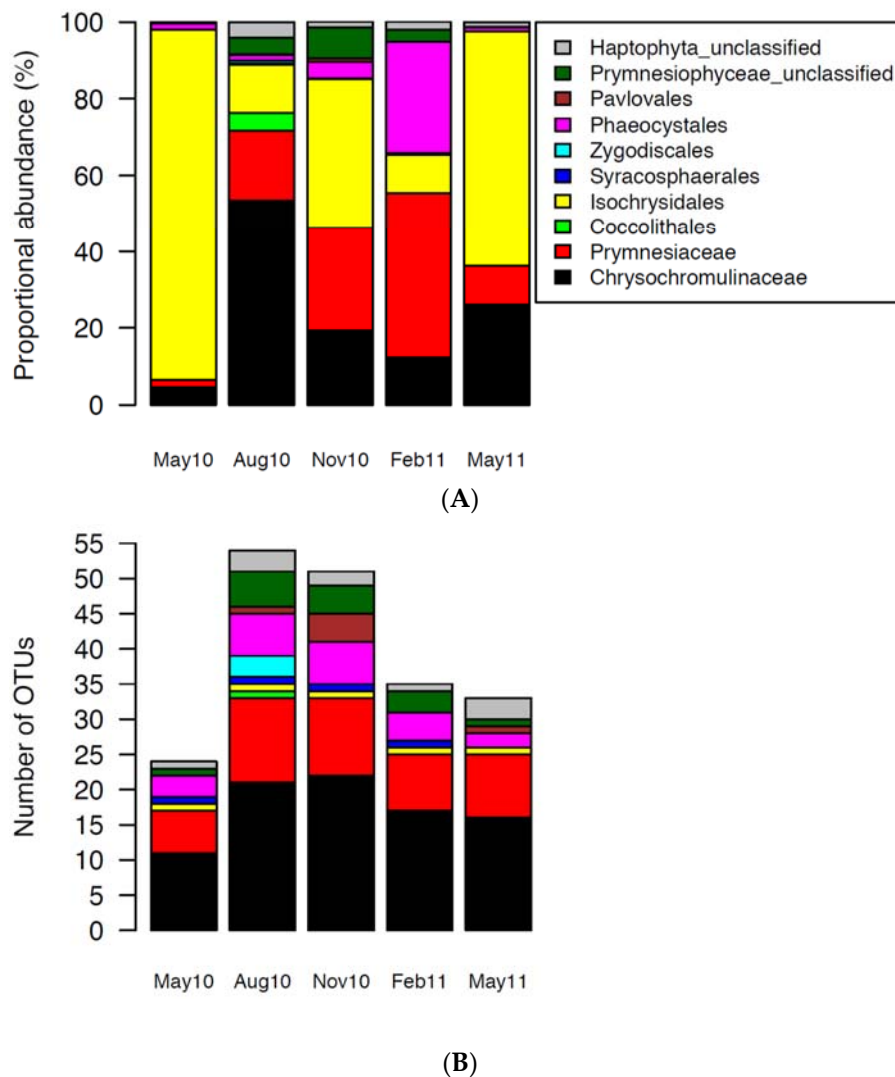 Proportional abundance (%)
100
80
60
40
20
0
May10 Aug10 Nov10 Feb11 May11
Haptophyta_unclassified
Prymnesiophyceae_unclassified
Pavlovales
Phaeocystales
Zygodiscales
Syracosphaerales
Isochrysidales
Coccolithales
Prymnesiaceae
Chrysochromulinaceae
(A)
Number of OTUs
55
50
45
40
35
30
25
20
15
10
5
0
May10 Aug10 Nov10 Feb11 May11
(B)